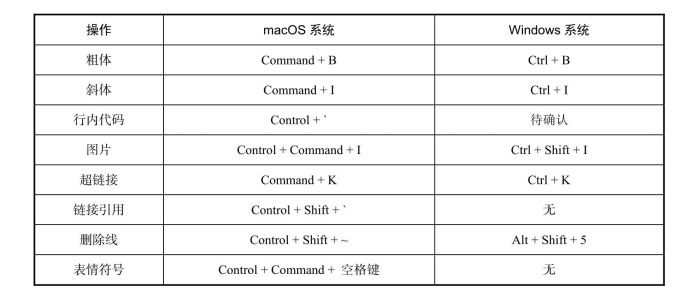 操作 macOS 系统 Windows 系统
粗体 Command + B Ctrl + B
斜体 Command + I Ctrl + I
行内代码 Control + ` 待确认
图片 Control + Command + I Ctrl + Shift + I
超链接 Command + K Ctrl + K
链接引用 Control + Shift + ` 无
删除线 Control + Shift + ~ Alt + Shift + 5
表情符号 Control + Command + 空格键 无